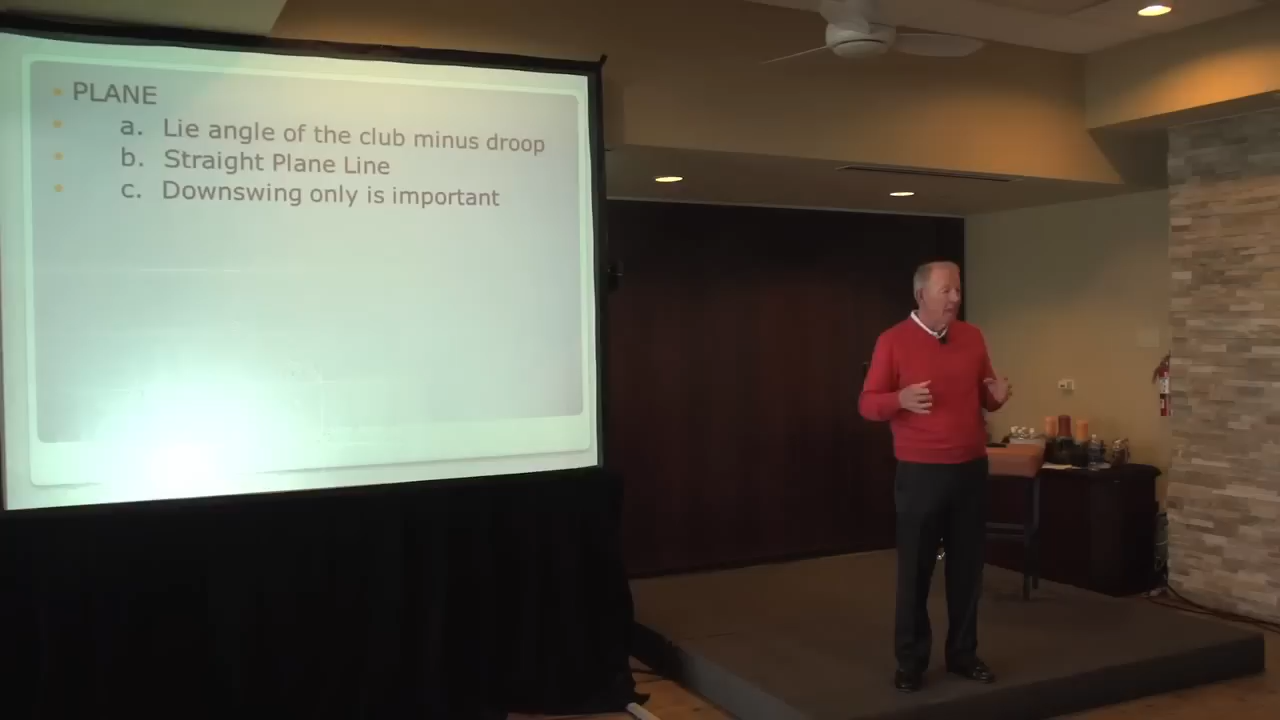 • PLANE
• a. Lie angle of the club minus droop
• b. Straight Plane Line
• c. Downswing only is important